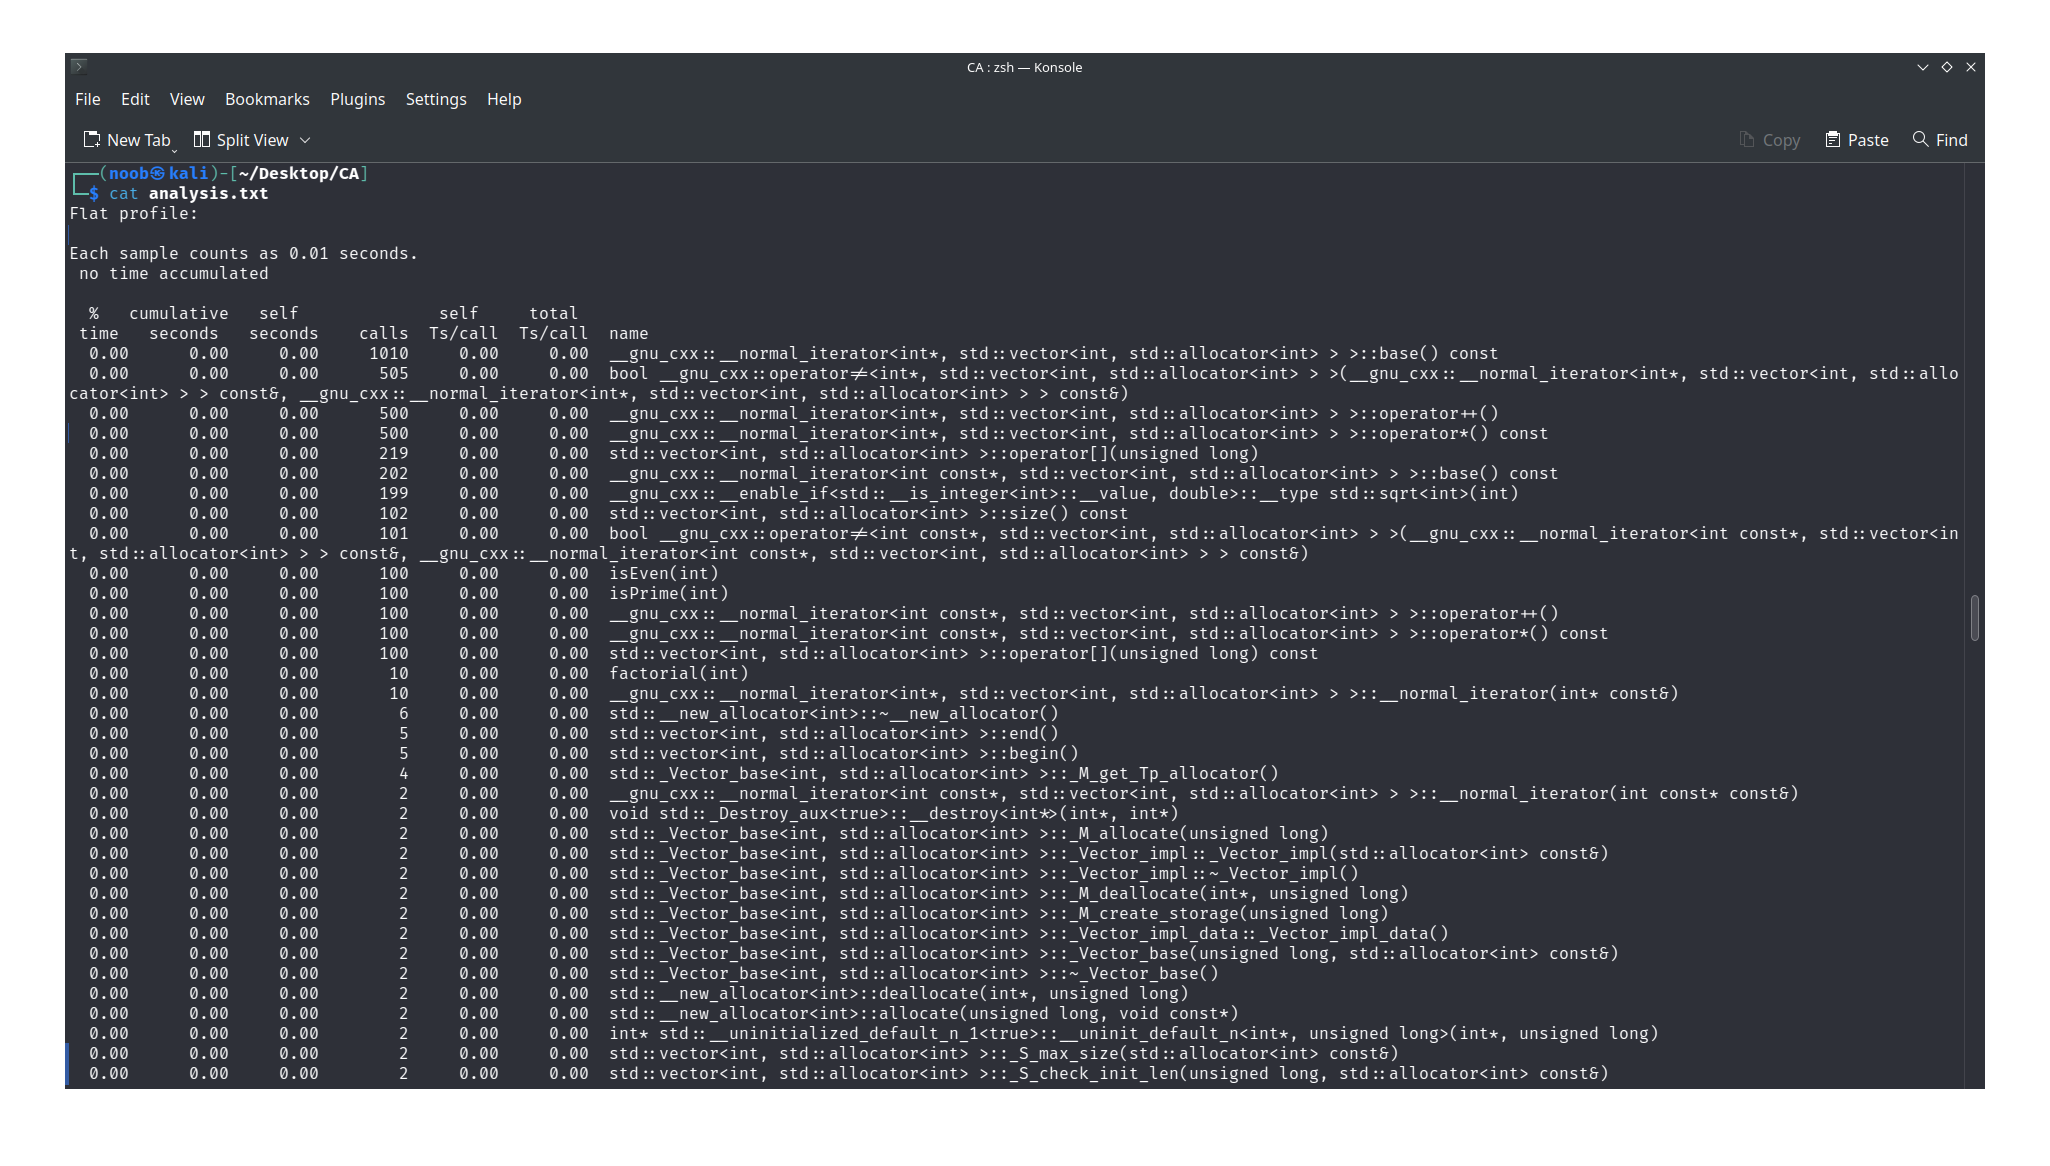 CA : zsh — Konsole
File Edit View Bookmarks Plugins Settings Help
New Tab Split View Copy Paste Find
┌──(noob㉿kali)-[~/Desktop/CA]
└─$ cat analysis.txt
Flat profile:
Each sample counts as 0.01 seconds.
 no time accumulated
  %   cumulative   self              self     total
 time   seconds   seconds    calls  Ts/call  Ts/call  name
  0.00      0.00     0.00     1010     0.00     0.00  __gnu_cxx::__normal_iterator<int*, std::vector<int, std::allocator<int> > >::base() const
  0.00      0.00     0.00      505     0.00     0.00  bool __gnu_cxx::operator!=<int*, std::vector<int, std::allocator<int> > >(__gnu_cxx::__normal_iterator<int*, std::vector<int, std::allo
cator<int> > > const&, __gnu_cxx::__normal_iterator<int*, std::vector<int, std::allocator<int> > > const&)
  0.00      0.00     0.00      500     0.00     0.00  __gnu_cxx::__normal_iterator<int*, std::vector<int, std::allocator<int> > >::operator++()
  0.00      0.00     0.00      500     0.00     0.00  __gnu_cxx::__normal_iterator<int*, std::vector<int, std::allocator<int> > >::operator*() const
  0.00      0.00     0.00      219     0.00     0.00  std::vector<int, std::allocator<int> >::operator[](unsigned long)
  0.00      0.00     0.00      202     0.00     0.00  __gnu_cxx::__normal_iterator<int const*, std::vector<int, std::allocator<int> > >::base() const
  0.00      0.00     0.00      199     0.00     0.00  __gnu_cxx::__enable_if<std::__is_integer<int>::__value, double>::__type std::sqrt<int>(int)
  0.00      0.00     0.00      102     0.00     0.00  std::vector<int, std::allocator<int> >::size() const
  0.00      0.00     0.00      101     0.00     0.00  bool __gnu_cxx::operator!=<int const*, std::vector<int, std::allocator<int> > >(__gnu_cxx::__normal_iterator<int const*, std::vector<in
t, std::allocator<int> > > const&, __gnu_cxx::__normal_iterator<int const*, std::vector<int, std::allocator<int> > > const&)
  0.00      0.00     0.00      100     0.00     0.00  isEven(int)
  0.00      0.00     0.00      100     0.00     0.00  isPrime(int)
  0.00      0.00     0.00      100     0.00     0.00  __gnu_cxx::__normal_iterator<int const*, std::vector<int, std::allocator<int> > >::operator++()
  0.00      0.00     0.00      100     0.00     0.00  __gnu_cxx::__normal_iterator<int const*, std::vector<int, std::allocator<int> > >::operator*() const
  0.00      0.00     0.00      100     0.00     0.00  std::vector<int, std::allocator<int> >::operator[](unsigned long) const
  0.00      0.00     0.00       10     0.00     0.00  factorial(int)
  0.00      0.00     0.00       10     0.00     0.00  __gnu_cxx::__normal_iterator<int*, std::vector<int, std::allocator<int> > >::__normal_iterator(int* const&)
  0.00      0.00     0.00        6     0.00     0.00  std::__new_allocator<int>::~__new_allocator()
  0.00      0.00     0.00        5     0.00     0.00  std::vector<int, std::allocator<int> >::end()
  0.00      0.00     0.00        5     0.00     0.00  std::vector<int, std::allocator<int> >::begin()
  0.00      0.00     0.00        4     0.00     0.00  std::_Vector_base<int, std::allocator<int> >::_M_get_Tp_allocator()
  0.00      0.00     0.00        2     0.00     0.00  __gnu_cxx::__normal_iterator<int const*, std::vector<int, std::allocator<int> > >::__normal_iterator(int const* const&)
  0.00      0.00     0.00        2     0.00     0.00  void std::_Destroy_aux<true>::__destroy<int*>(int*, int*)
  0.00      0.00     0.00        2     0.00     0.00  std::_Vector_base<int, std::allocator<int> >::_M_allocate(unsigned long)
  0.00      0.00     0.00        2     0.00     0.00  std::_Vector_base<int, std::allocator<int> >::_Vector_impl::_Vector_impl(std::allocator<int> const&)
  0.00      0.00     0.00        2     0.00     0.00  std::_Vector_base<int, std::allocator<int> >::_Vector_impl::~_Vector_impl()
  0.00      0.00     0.00        2     0.00     0.00  std::_Vector_base<int, std::allocator<int> >::_M_deallocate(int*, unsigned long)
  0.00      0.00     0.00        2     0.00     0.00  std::_Vector_base<int, std::allocator<int> >::_M_create_storage(unsigned long)
  0.00      0.00     0.00        2     0.00     0.00  std::_Vector_base<int, std::allocator<int> >::_Vector_impl_data::_Vector_impl_data()
  0.00      0.00     0.00        2     0.00     0.00  std::_Vector_base<int, std::allocator<int> >::_Vector_base(unsigned long, std::allocator<int> const&)
  0.00      0.00     0.00        2     0.00     0.00  std::_Vector_base<int, std::allocator<int> >::~_Vector_base()
  0.00      0.00     0.00        2     0.00     0.00  std::__new_allocator<int>::deallocate(int*, unsigned long)
  0.00      0.00     0.00        2     0.00     0.00  std::__new_allocator<int>::allocate(unsigned long, void const*)
  0.00      0.00     0.00        2     0.00     0.00  int* std::__uninitialized_default_n_1<true>::__uninit_default_n<int*, unsigned long>(int*, unsigned long)
  0.00      0.00     0.00        2     0.00     0.00  std::vector<int, std::allocator<int> >::_S_max_size(std::allocator<int> const&)
  0.00      0.00     0.00        2     0.00     0.00  std::vector<int, std::allocator<int> >::_S_check_init_len(unsigned long, std::allocator<int> const&)